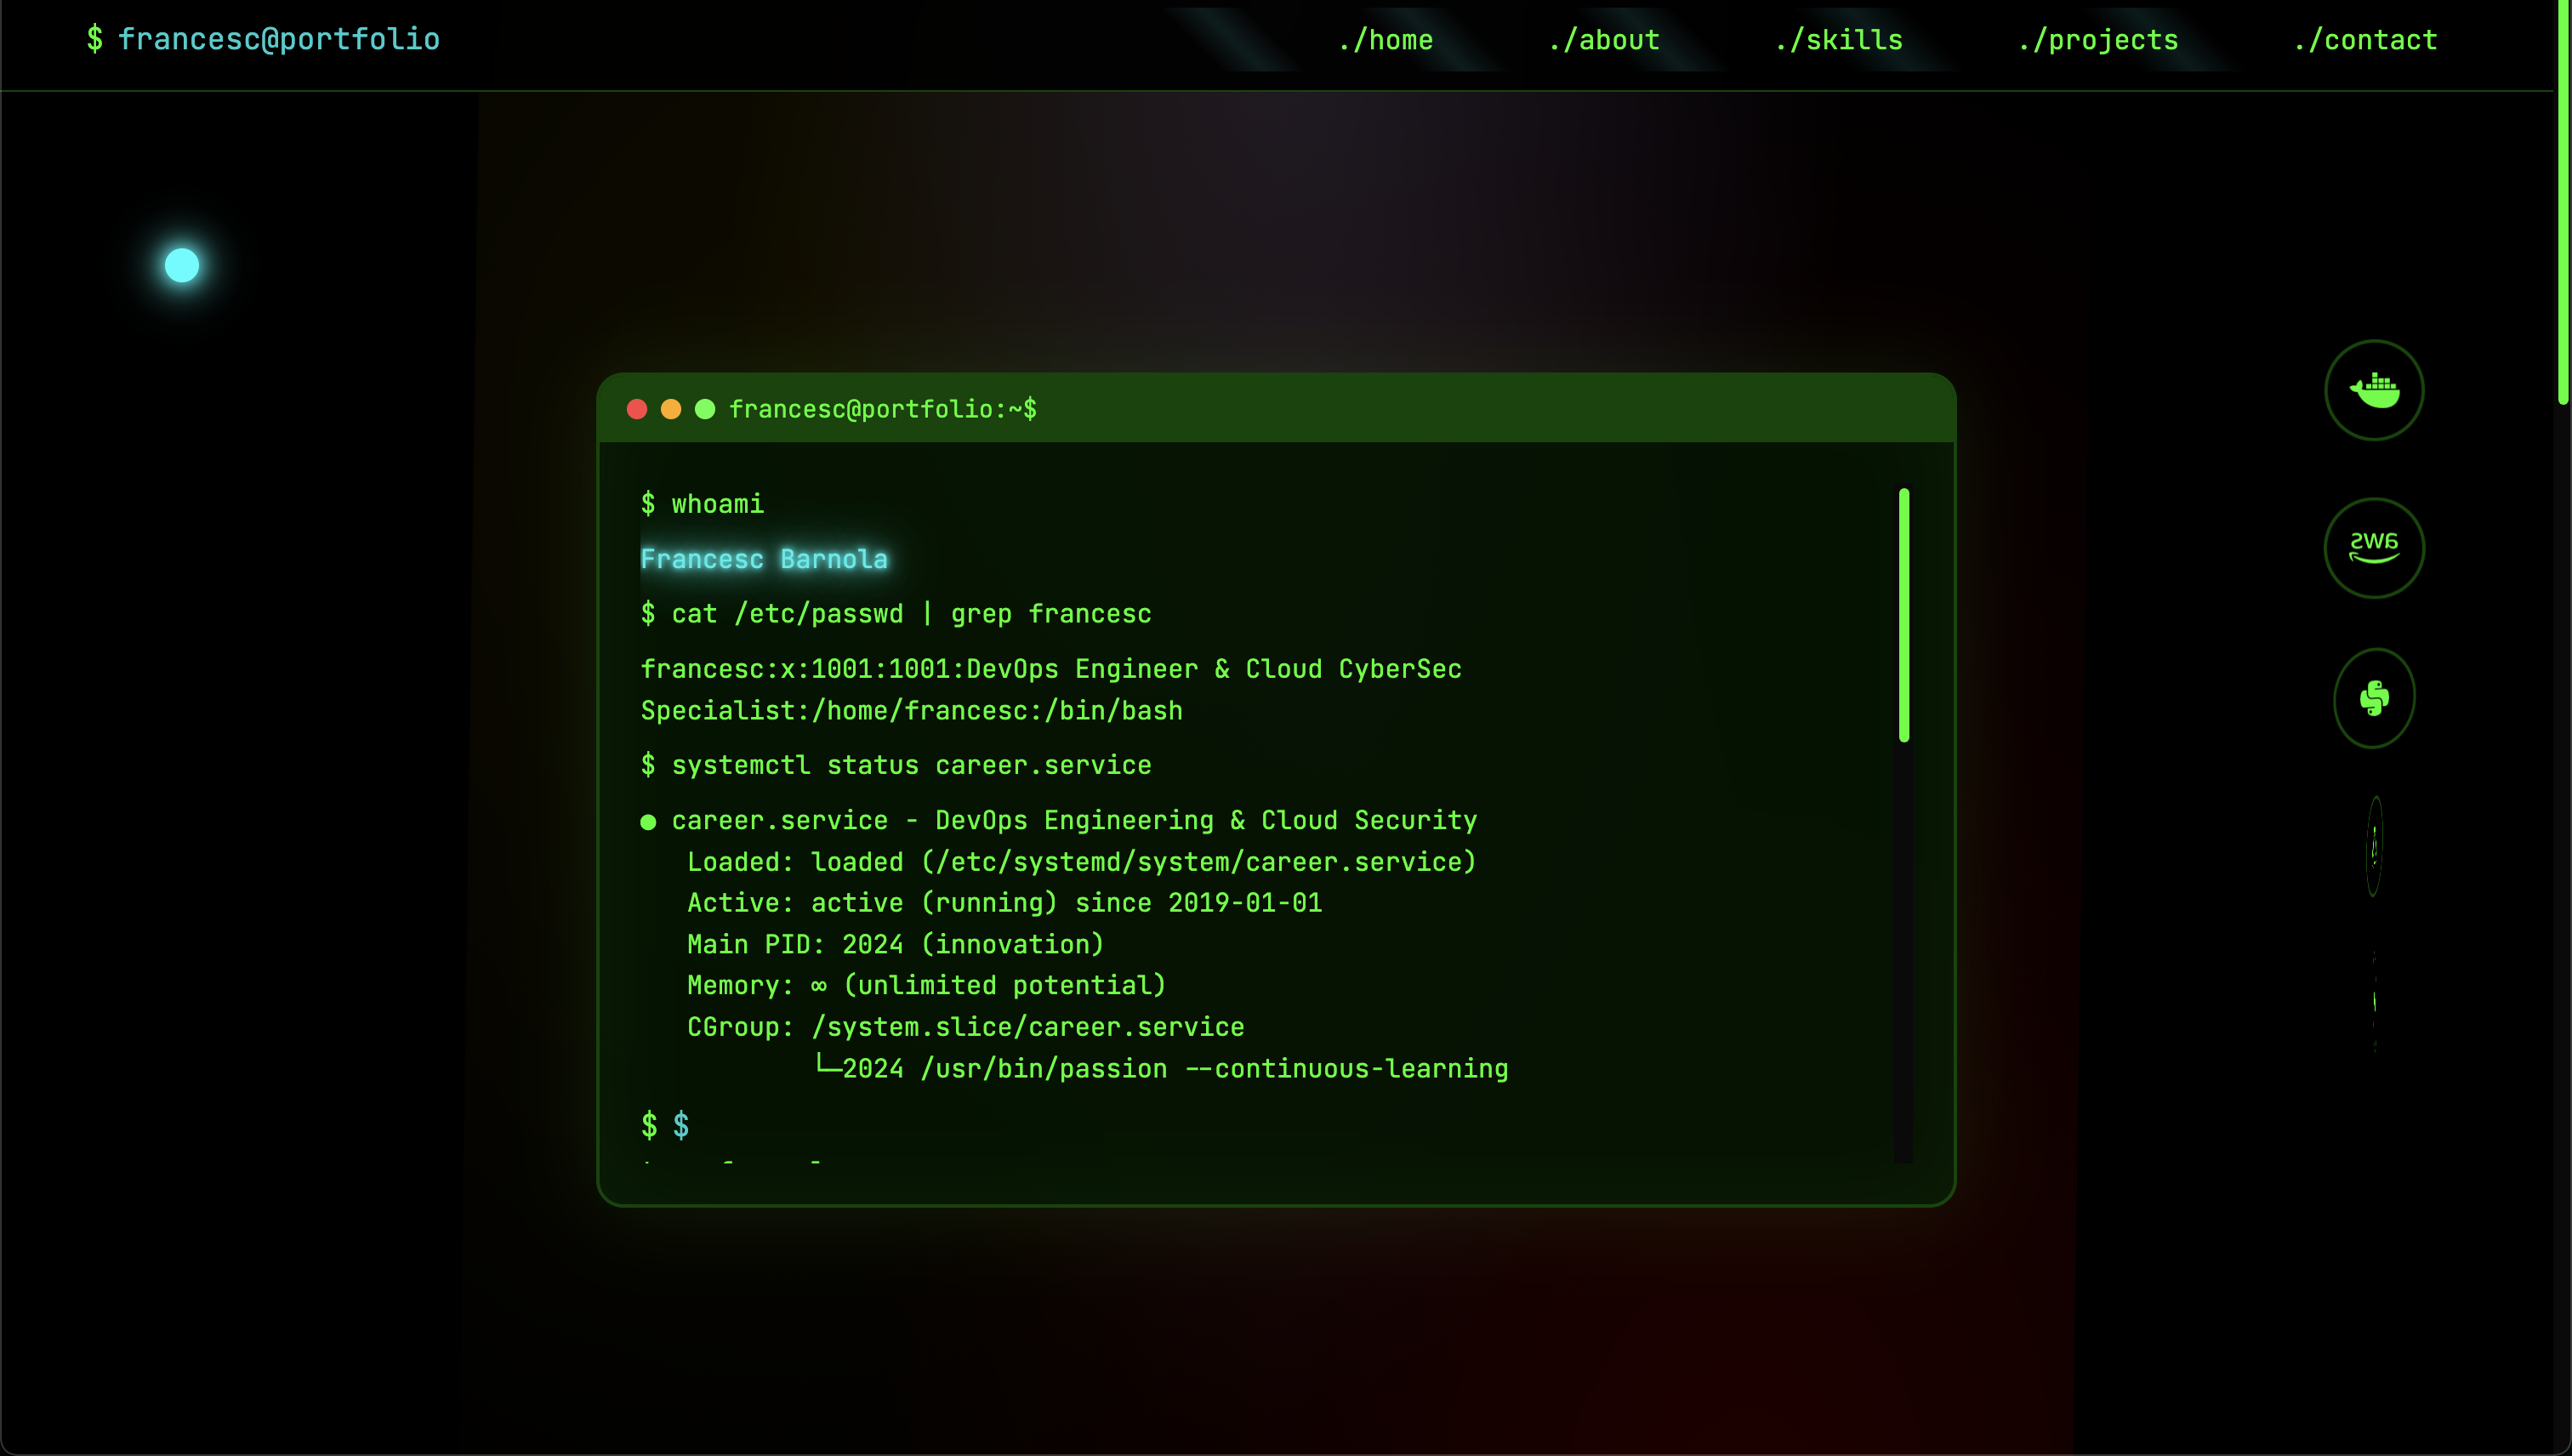 $ francesc@portfolio
./home
./about
./skills
./projects
./contact
francesc@portfolio:~$
$ whoami
Francesc Barnola
$ cat /etc/passwd | grep francesc
francesc:x:1001:1001:DevOps Engineer & Cloud CyberSec
Specialist:/home/francesc:/bin/bash
$ systemctl status career.service
● career.service - DevOps Engineering & Cloud Security
Loaded: loaded (/etc/systemd/system/career.service)
Active: active (running) since 2019-01-01
Main PID: 2024 (innovation)
Memory: ∞ (unlimited potential)
CGroup: /system.slice/career.service
└─2024 /usr/bin/passion --continuous-learning
$ $
aws